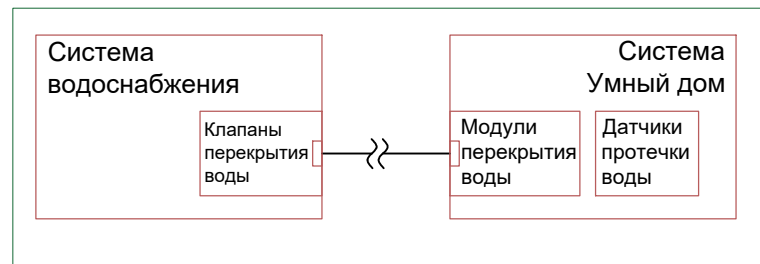 Система
водоснабжения
Клапаны
перекрытия
воды
Система
Умный дом
Модули
перекрытия
воды
Датчики
протечки
воды